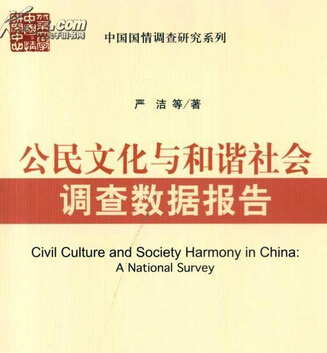 中国国情调查研究系列
严 洁 等/著
公民文化与和谐社会
调查数据报告
Civil Culture and Society Harmony in China:
A National Survey